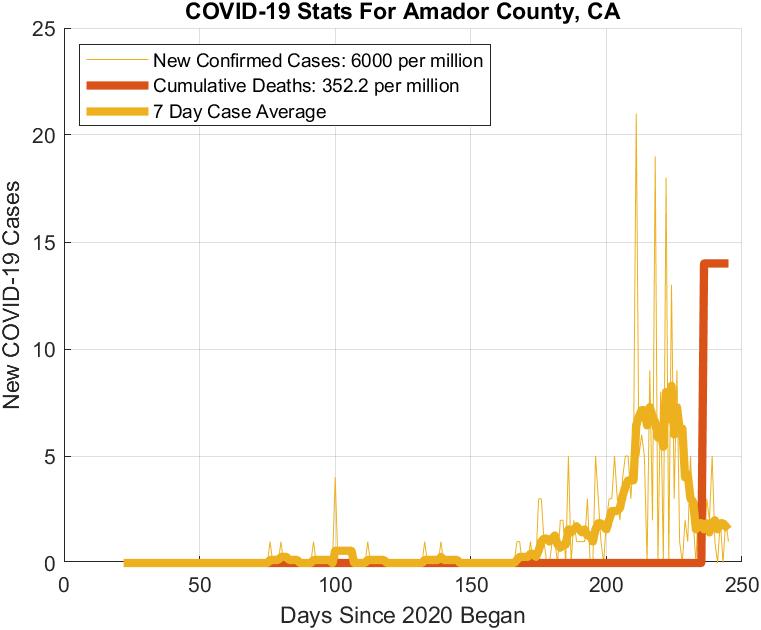 COVID-19 Stats For Amador County, CA
25
20
15
10
5
0
New COVID-19 Cases
New Confirmed Cases: 6000 per million
Cumulative Deaths: 352.2 per million
7 Day Case Average
0 50 100 150 200 250
Days Since 2020 Began